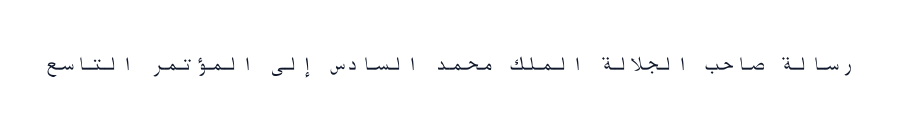 رسالة صاحب الجلالة الملك محمد السادس إلى المؤتمر التاسع